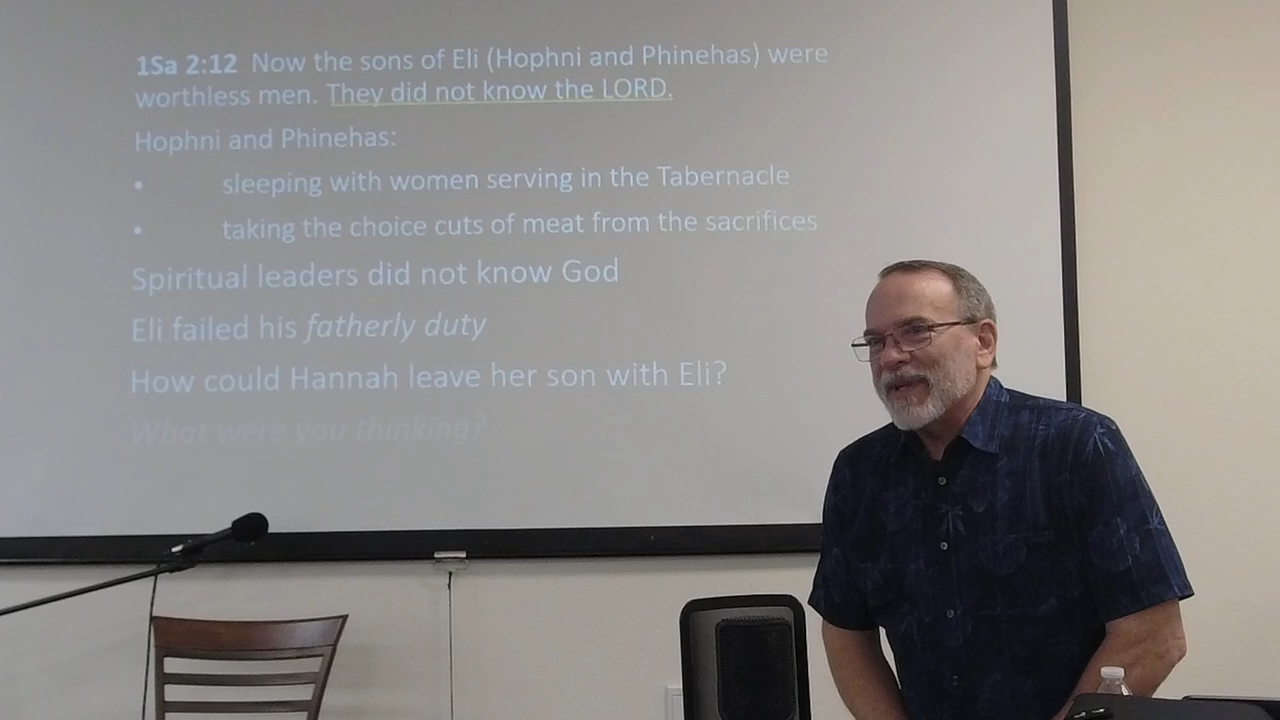 1Sa 2:12 Now the sons of Eli (Hophni and Phinehas) were
worthless men. They did not know the LORD.
Hophni and Phinehas:
• sleeping with women serving in the Tabernacle
• taking the choice cuts of meat from the sacrifices
Spiritual leaders did not know God
Eli failed his fatherly duty
How could Hannah leave her son with Eli?
What were you thinking?